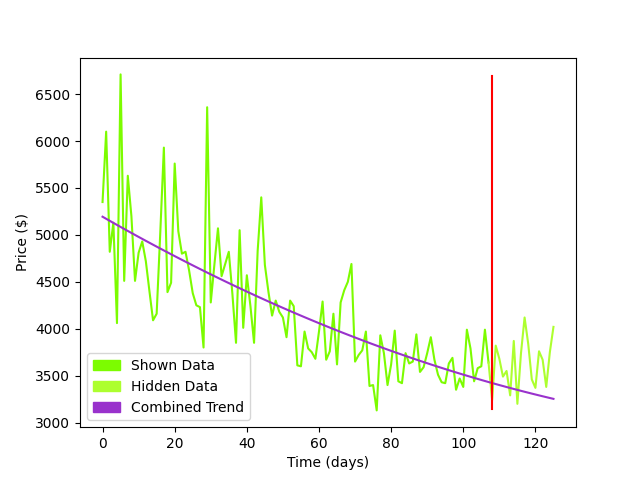 6500
6000
5500
5000
4500
4000
3500
3000
Price ($)
Shown Data
Hidden Data
Combined Trend
0 20 40 60 80 100 120
Time (days)